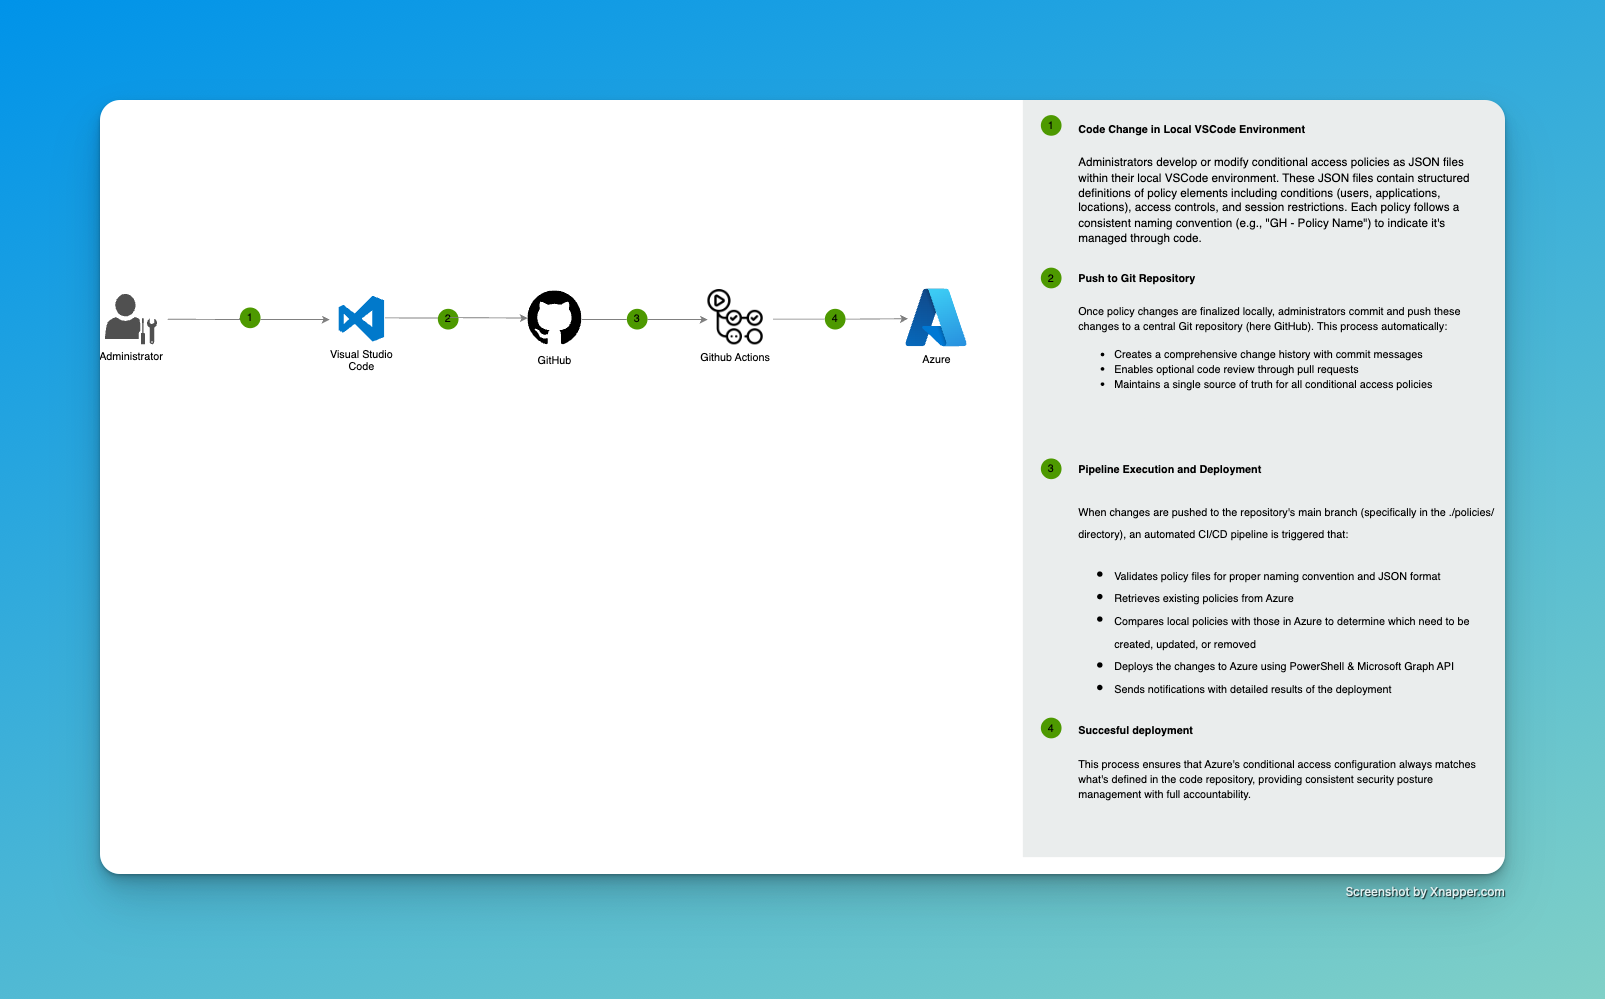 1
Administrator
2
Visual Studio
Code
3
GitHub
4
Github Actions
Azure
1
Code Change in Local VSCode Environment
Administrators develop or modify conditional access policies as JSON files
within their local VSCode environment. These JSON files contain structured
definitions of policy elements including conditions (users, applications,
locations), access controls, and session restrictions. Each policy follows a
consistent naming convention (e.g., "GH - Policy Name") to indicate it's
managed through code.
2
Push to Git Repository
Once policy changes are finalized locally, administrators commit and push these
changes to a central Git repository (here GitHub). This process automatically:
• Creates a comprehensive change history with commit messages
• Enables optional code review through pull requests
• Maintains a single source of truth for all conditional access policies
3
Pipeline Execution and Deployment
When changes are pushed to the repository's main branch (specifically in the ./policies/
directory), an automated CI/CD pipeline is triggered that:
• Validates policy files for proper naming convention and JSON format
• Retrieves existing policies from Azure
• Compares local policies with those in Azure to determine which need to be
created, updated, or removed
• Deploys the changes to Azure using PowerShell & Microsoft Graph API
• Sends notifications with detailed results of the deployment
4
Succesful deployment
This process ensures that Azure's conditional access configuration always matches
what's defined in the code repository, providing consistent security posture
management with full accountability.
Screenshot by Xnapper.com